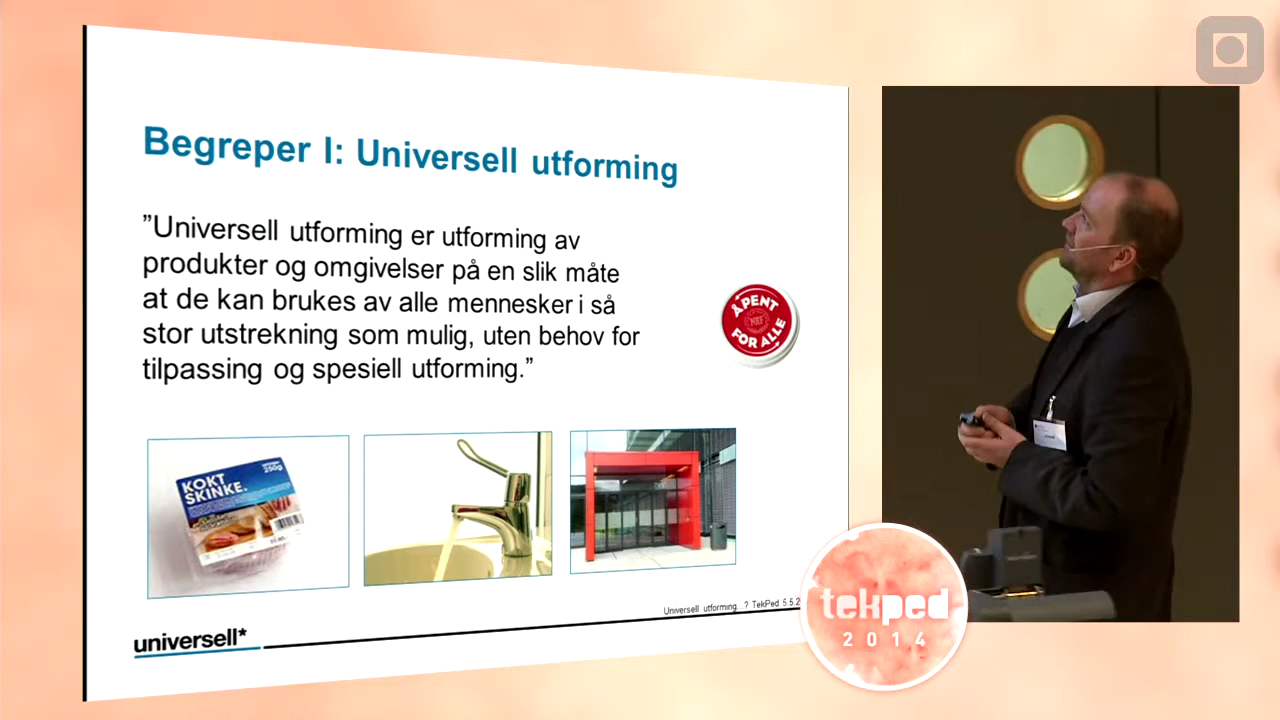 Begreper I: Universell utforming
”Universell utforming er utforming av
produkter og omgivelser på en slik måte
at de kan brukes av alle mennesker i så
stor utstrekning som mulig, uten behov for
tilpassing og spesiell utforming.”
ÅPENT
NRF
FOR ALLE
250g
KOKT
SKINKE.
Universell utforming...? TekPed 5.5.2
universell*
tekped
2014